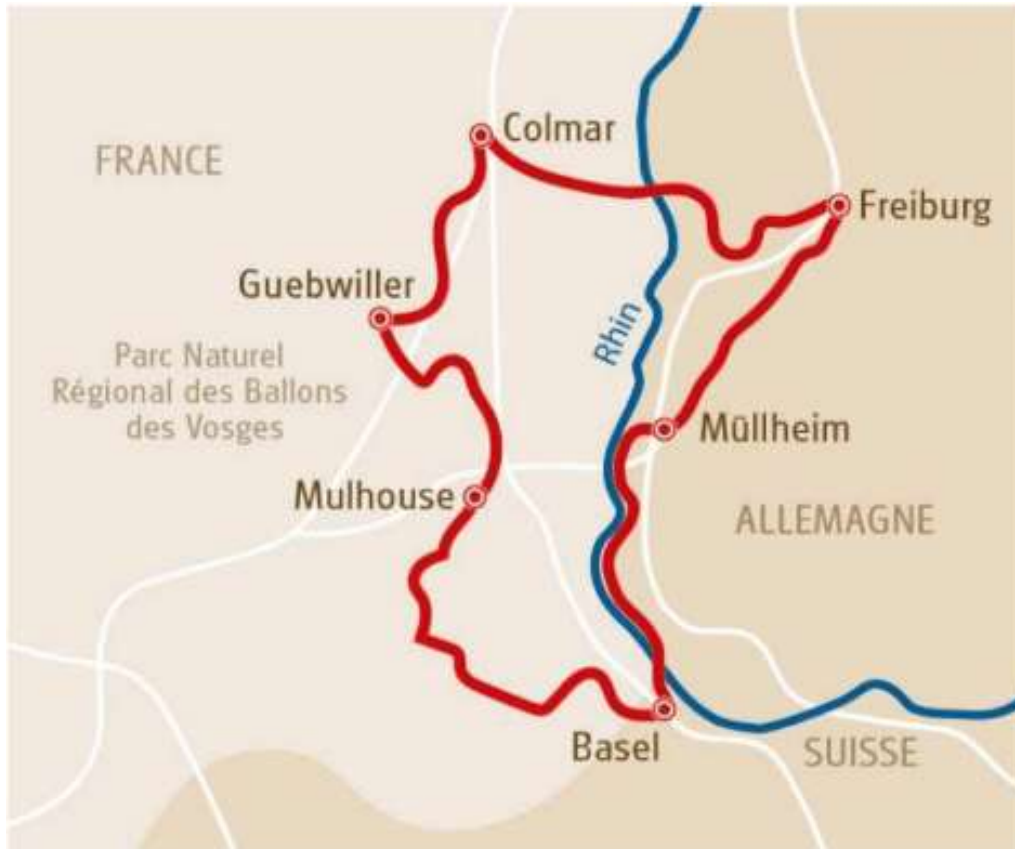 Colmar
FRANCE
Freiburg
Guebwiller
Rhin
Parc Naturel
Régional des Ballons
des Vosges
Müllheim
Mulhouse
ALLEMAGNE
Basel
SUISSE